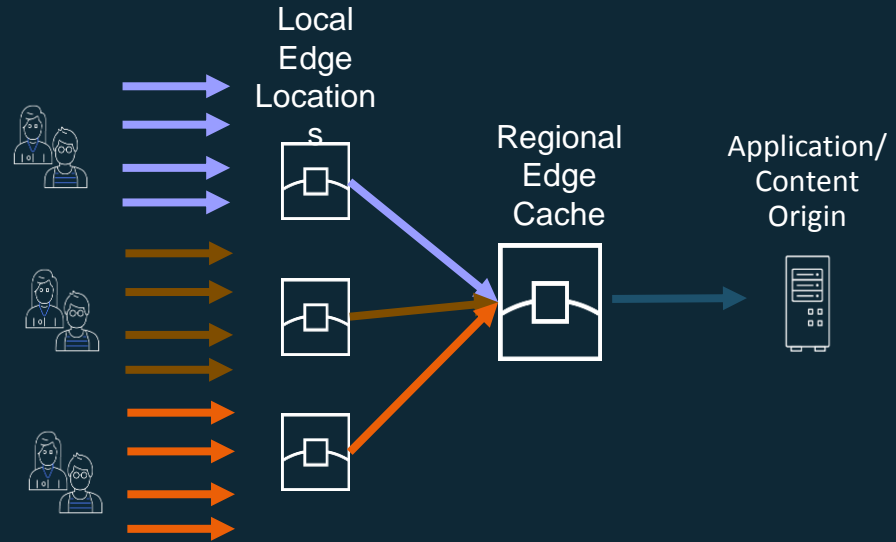 Local
Edge
Location
s
Regional
Edge
Cache
Application/
Content
Origin